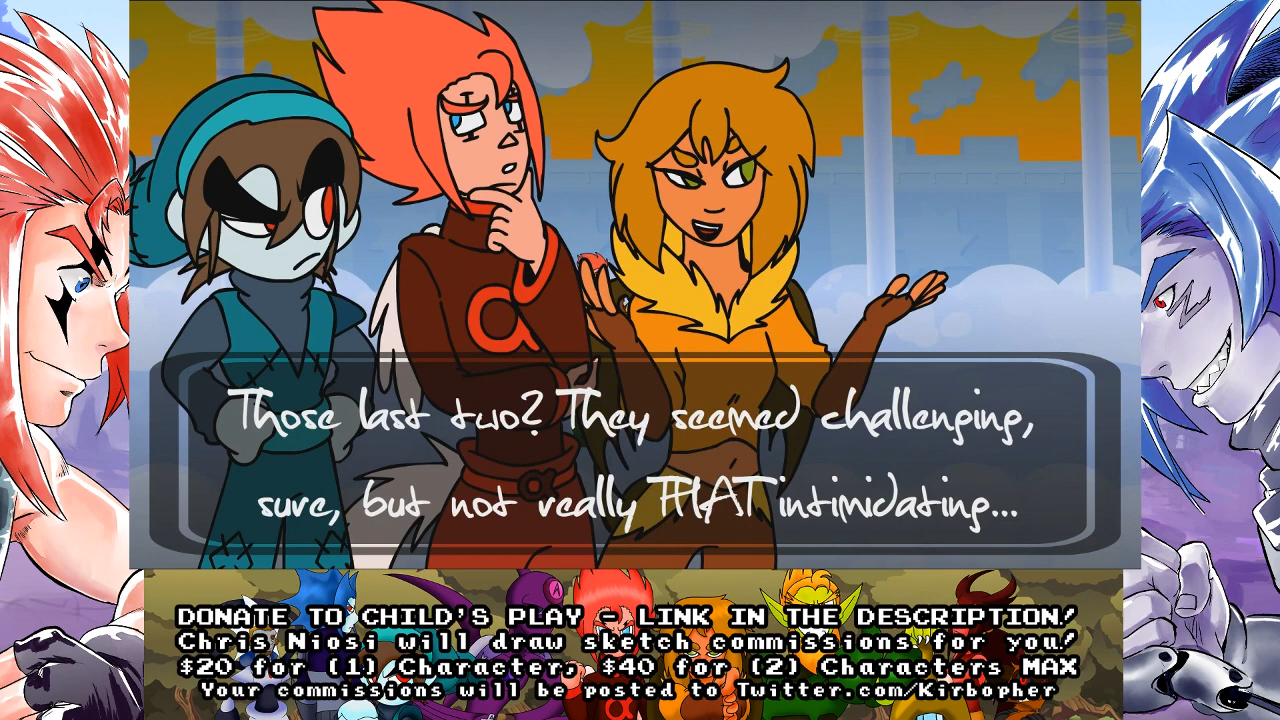 Those last two? They seemed challenging,
sure, but not really THAT intimidating...
DONATE TO CHILD'S PLAY - LINK IN THE DESCRIPTION!
Chris Niosi will draw sketch commissions for you!
$20 for (1) Character, $40 for (2) Characters MAX
Your commissions will be posted to Twitter.com/Kirbopher